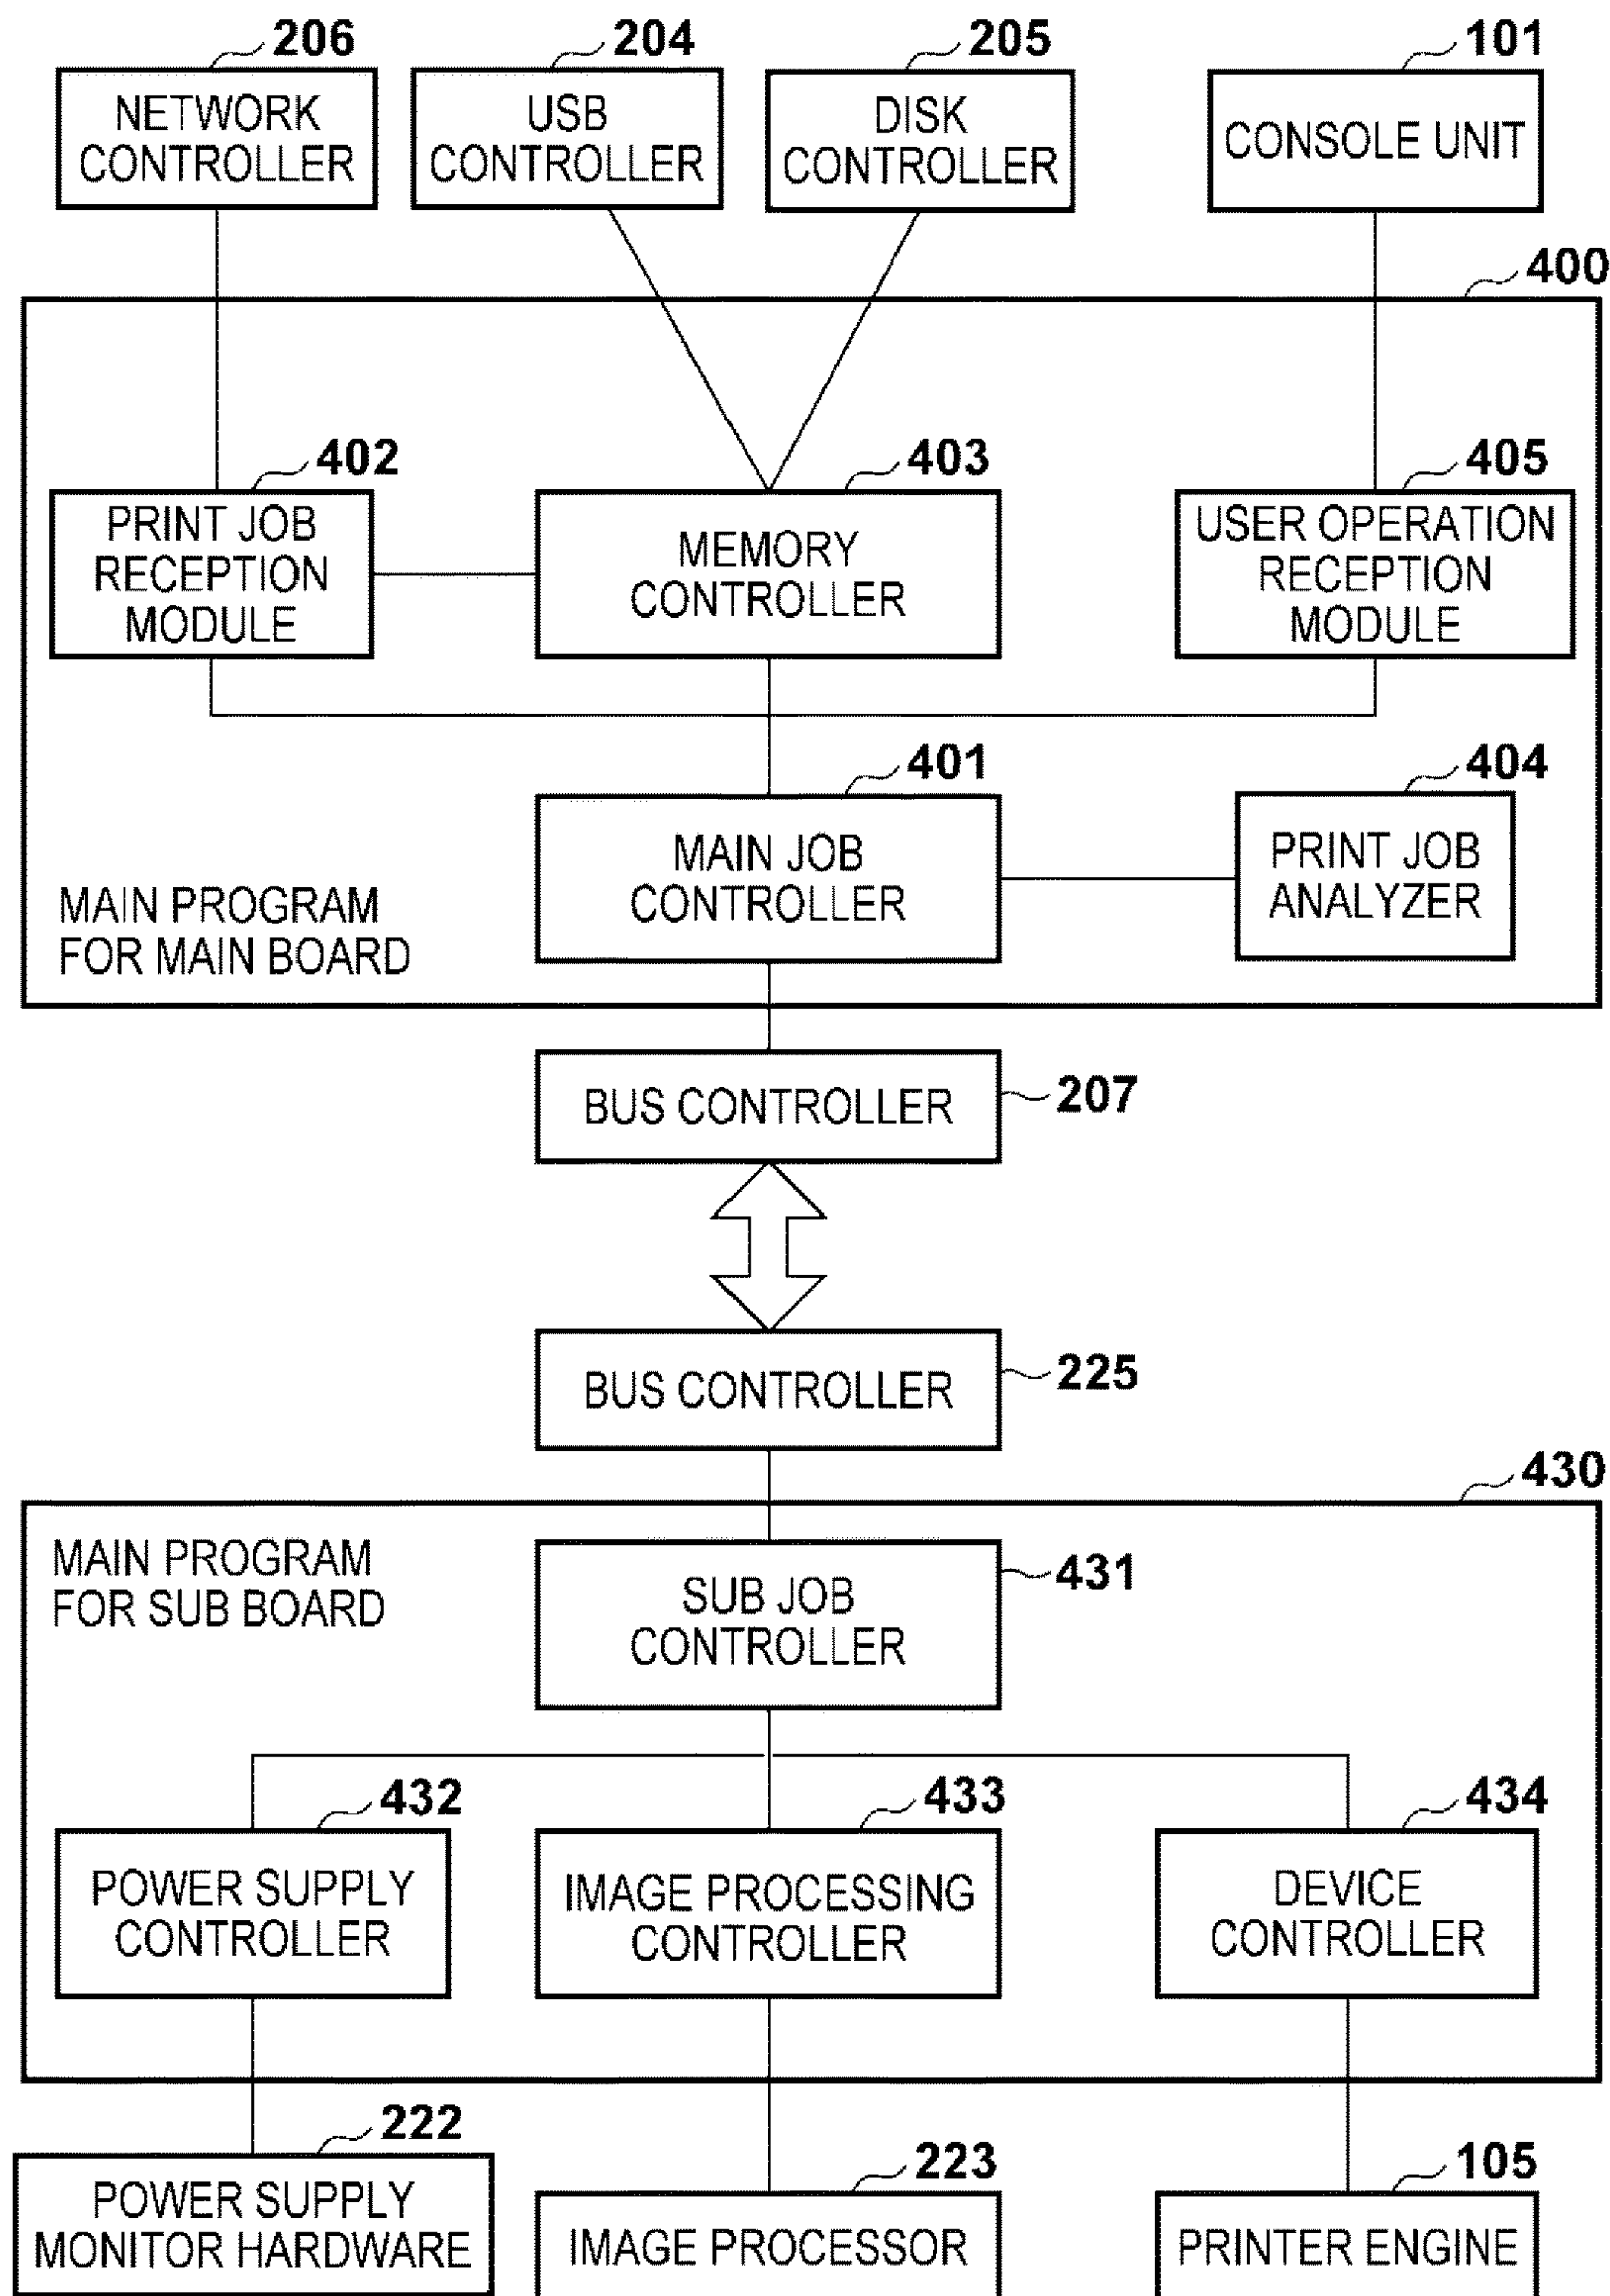 206
204
205
101
NETWORK
CONTROLLER
USB
CONTROLLER
DISK
CONTROLLER
CONSOLE UNIT
400
402
403
405
PRINT JOB
RECEPTION
MODULE
MEMORY
CONTROLLER
USER OPERATION
RECEPTION
MODULE
401
404
MAIN JOB
CONTROLLER
PRINT JOB
ANALYZER
MAIN PROGRAM
FOR MAIN BOARD
BUS CONTROLLER
207
BUS CONTROLLER
225
430
MAIN PROGRAM
FOR SUB BOARD
SUB JOB
CONTROLLER
431
432
433
434
POWER SUPPLY
CONTROLLER
IMAGE PROCESSING
CONTROLLER
DEVICE
CONTROLLER
222
223
105
POWER SUPPLY
MONITOR HARDWARE
IMAGE PROCESSOR
PRINTER ENGINE